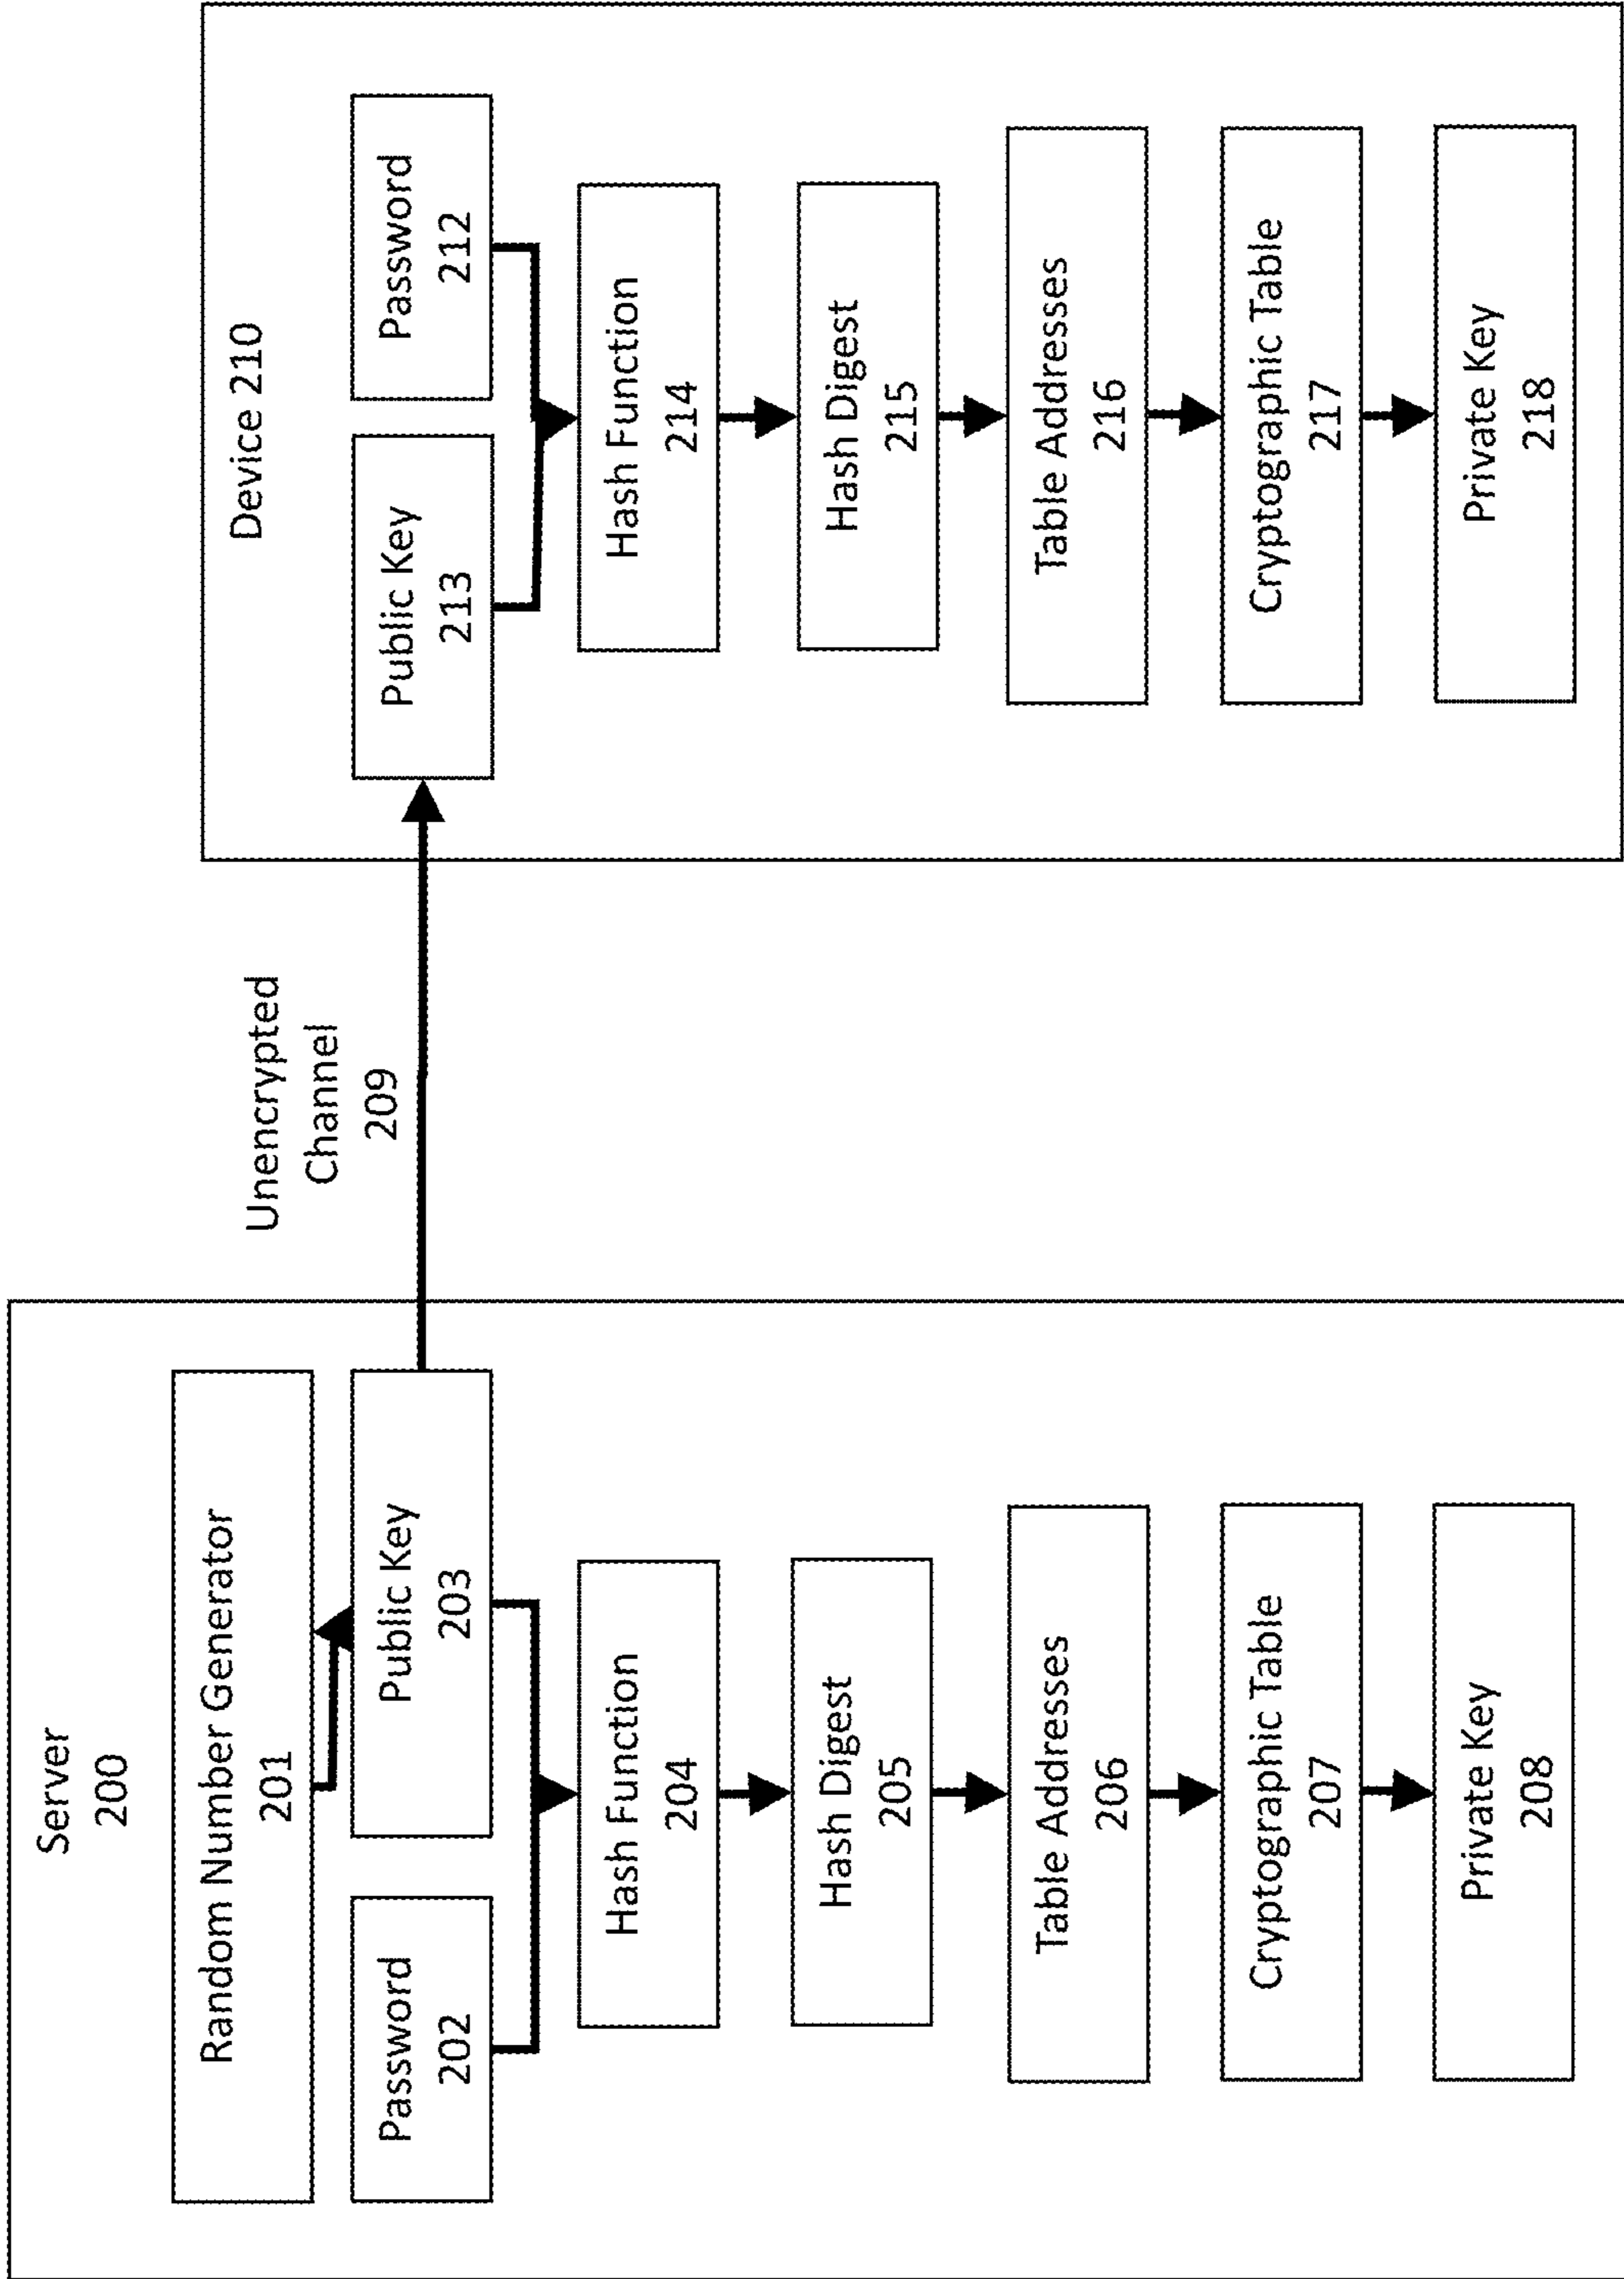 Server
200
Random Number Generator
201
Password
202
Public Key
203
Hash Function
204
Hash Digest
205
Table Addresses
206
Cryptographic Table
207
Private Key
208
Unencrypted
Channel
209
Device 210
Public Key
213
Password
212
Hash Function
214
Hash Digest
215
Table Addresses
216
Cryptographic Table
217
Private Key
218